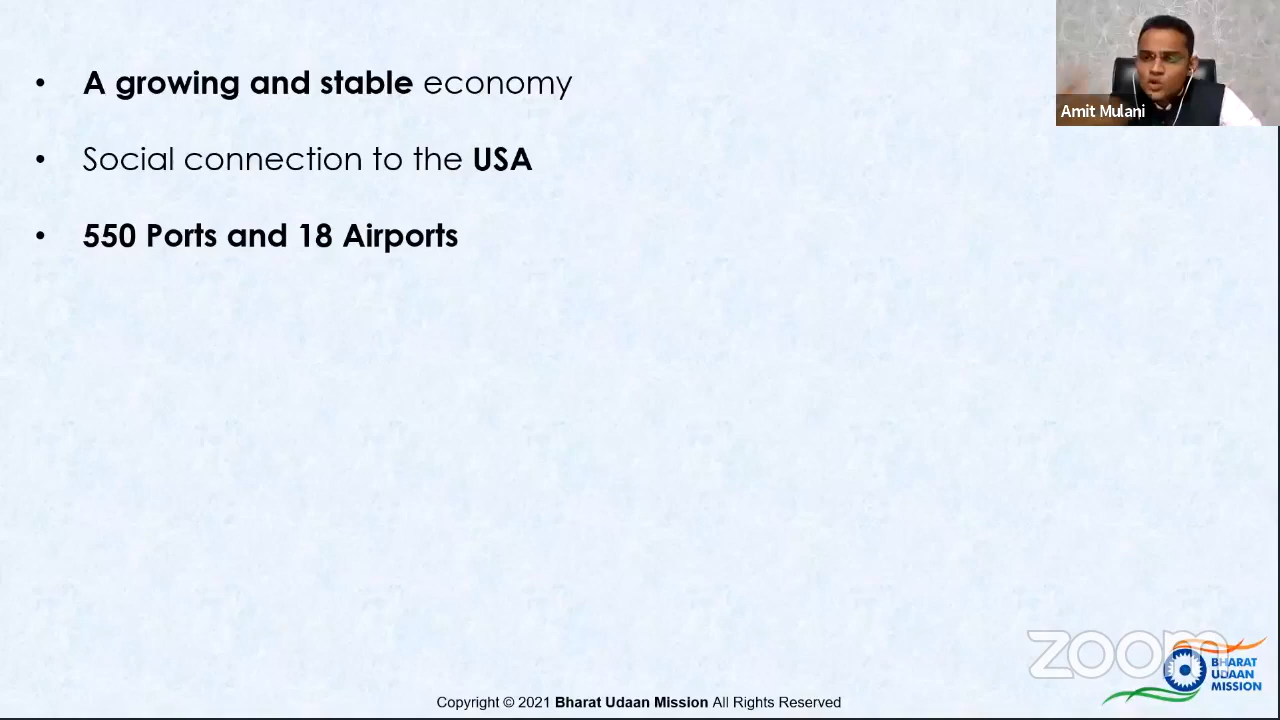 • A growing and stable economy
Amit Mulani
• Social connection to the USA
• 550 Ports and 18 Airports
zoom
BHARAT
UDAAN
MISSION
Copyright © 2021 Bharat Udaan Mission All Rights Reserved